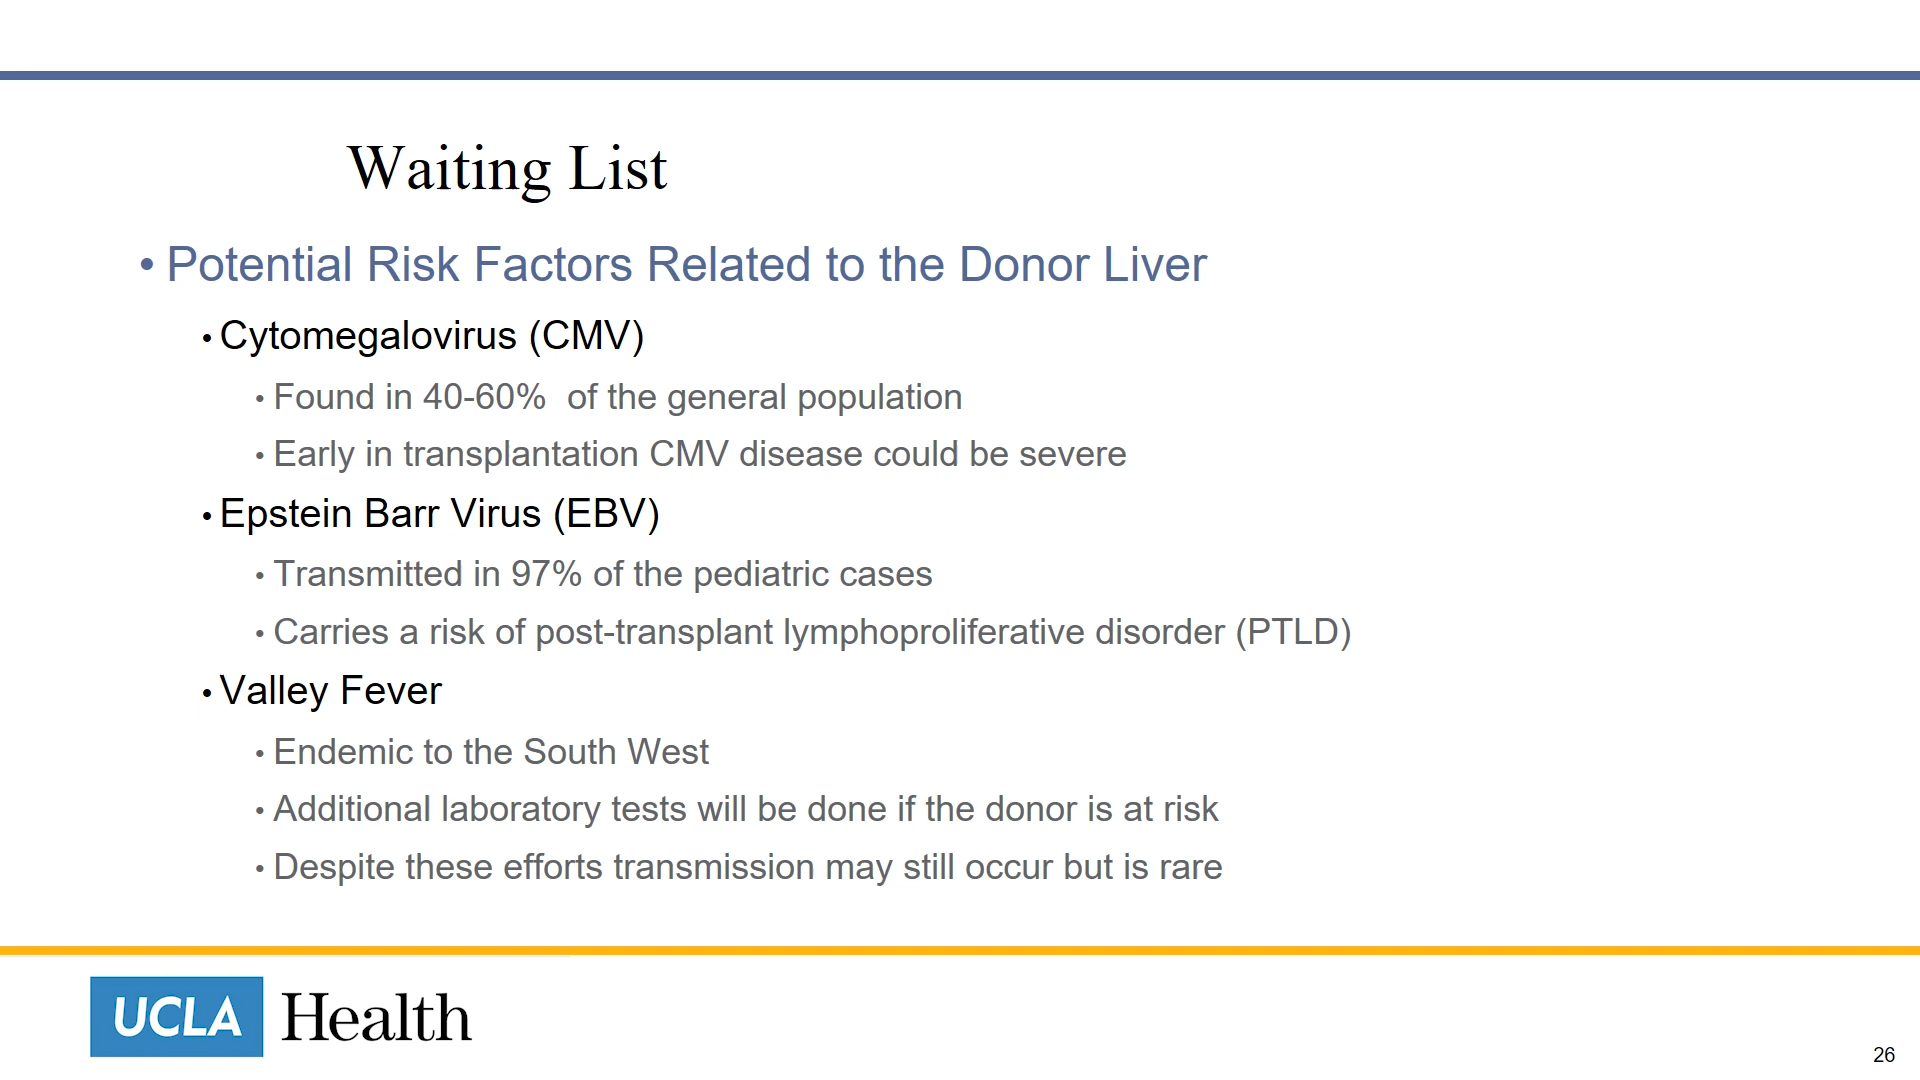 Waiting List
• Potential Risk Factors Related to the Donor Liver
• Cytomegalovirus (CMV)
• Found in 40-60%  of the general population
• Early in transplantation CMV disease could be severe
• Epstein Barr Virus (EBV)
• Transmitted in 97% of the pediatric cases
• Carries a risk of post-transplant lymphoproliferative disorder (PTLD)
• Valley Fever
• Endemic to the South West
• Additional laboratory tests will be done if the donor is at risk
• Despite these efforts transmission may still occur but is rare
UCLA Health
26